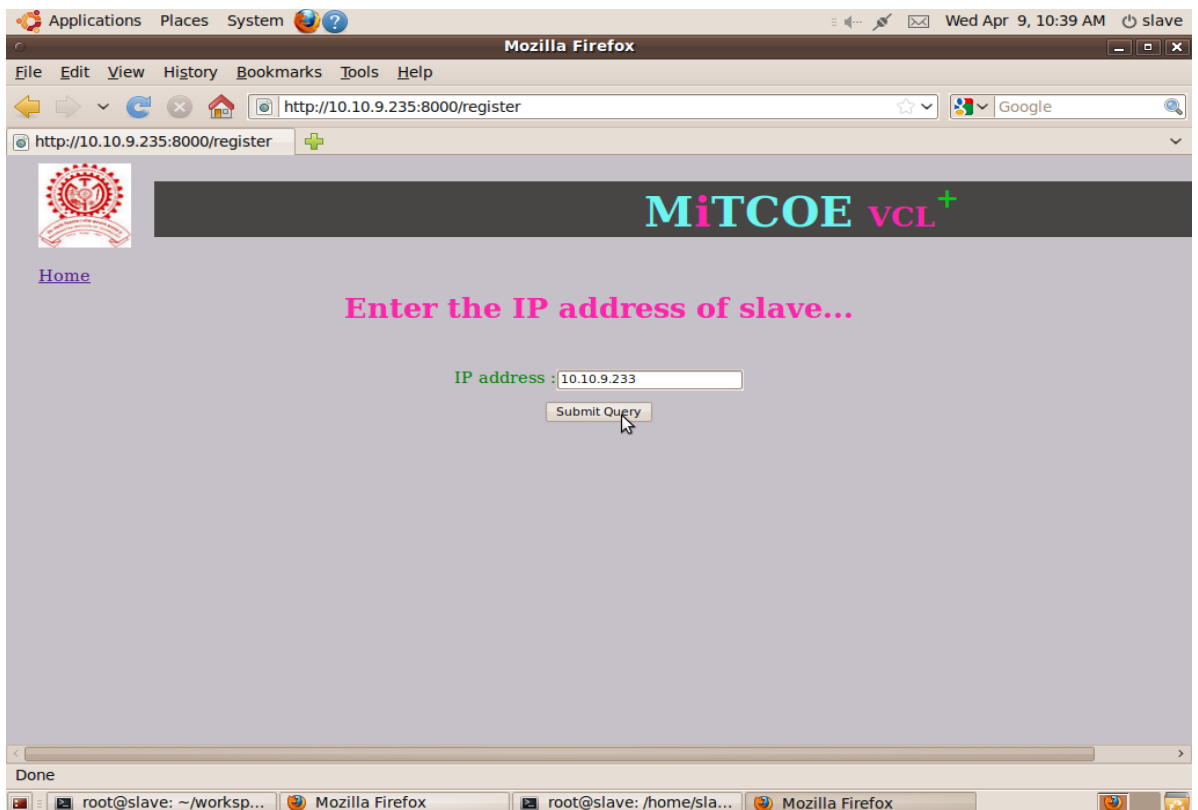 Applications Places System Wed Apr 9, 10:39 AM slave
Mozilla Firefox
File Edit View History Bookmarks Tools Help
http://10.10.9.235:8000/register Google
http://10.10.9.235:8000/register
MiTCOE VCL+
Home
Enter the IP address of slave...
IP address : 10.10.9.233
Submit Query
Done
root@slave: ~/worksp... Mozilla Firefox root@slave: /home/sla... Mozilla Firefox